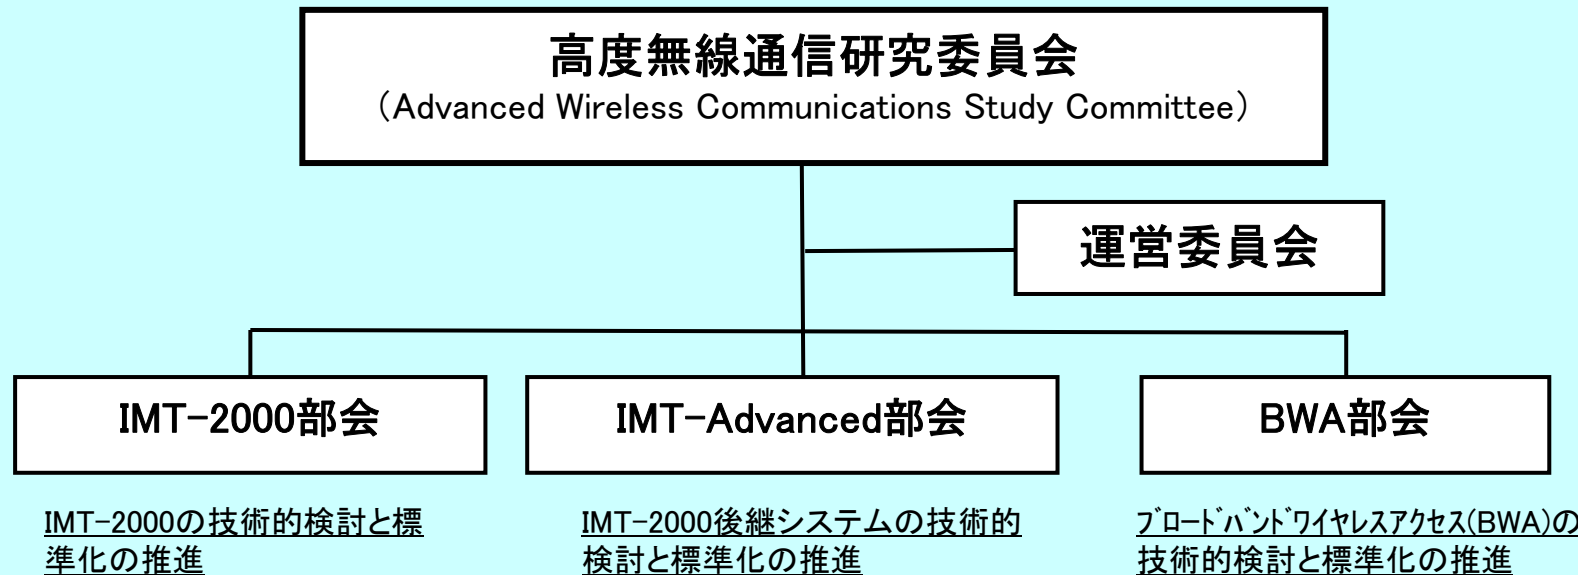 高度無線通信研究委員会
（Advanced Wireless Communications Study Committee）
運営委員会
IMT-2000部会
IMT-Advanced部会
BWA部会
IMT-2000の技術的検討と標
準化の推進
IMT-2000後継システムの技術的
検討と標準化の推進
ﾌﾞﾛｰﾄﾞﾊﾞﾝﾄﾞﾜｲﾔﾚｽｱｸｾｽ(BWA)の
技術的検討と標準化の推進